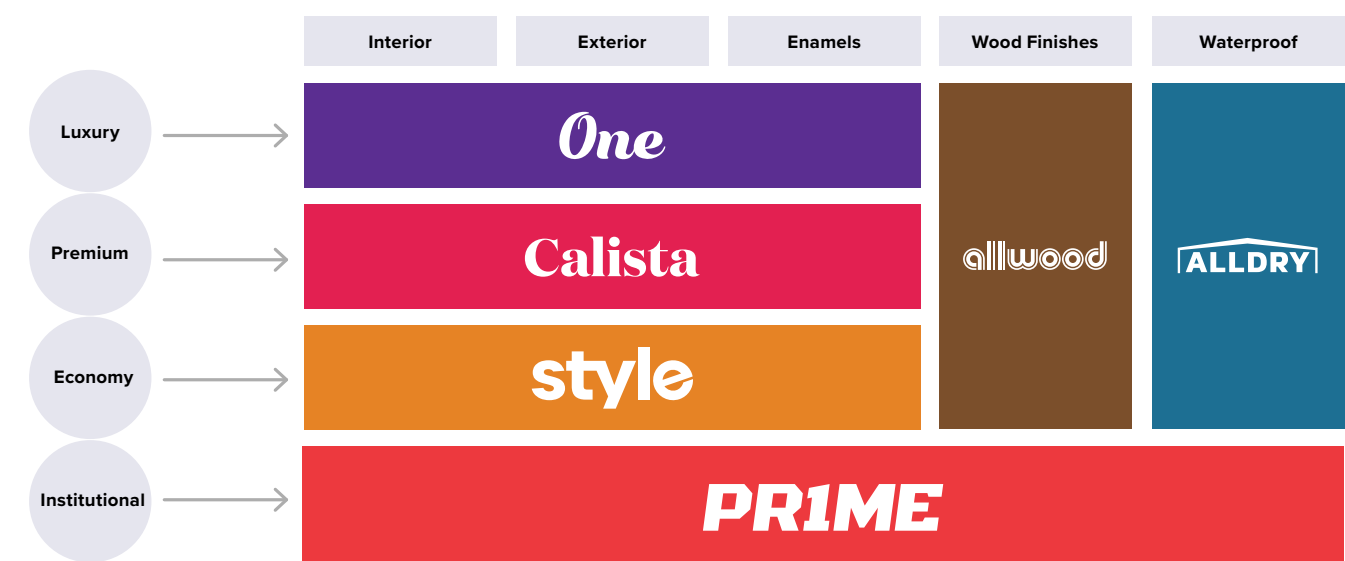 Interior
Exterior
Enamels
Wood Finishes
Waterproof
Luxury
One
Premium
Calista
allwood
ALLDRY
Economy
style
Institutional
PR1ME